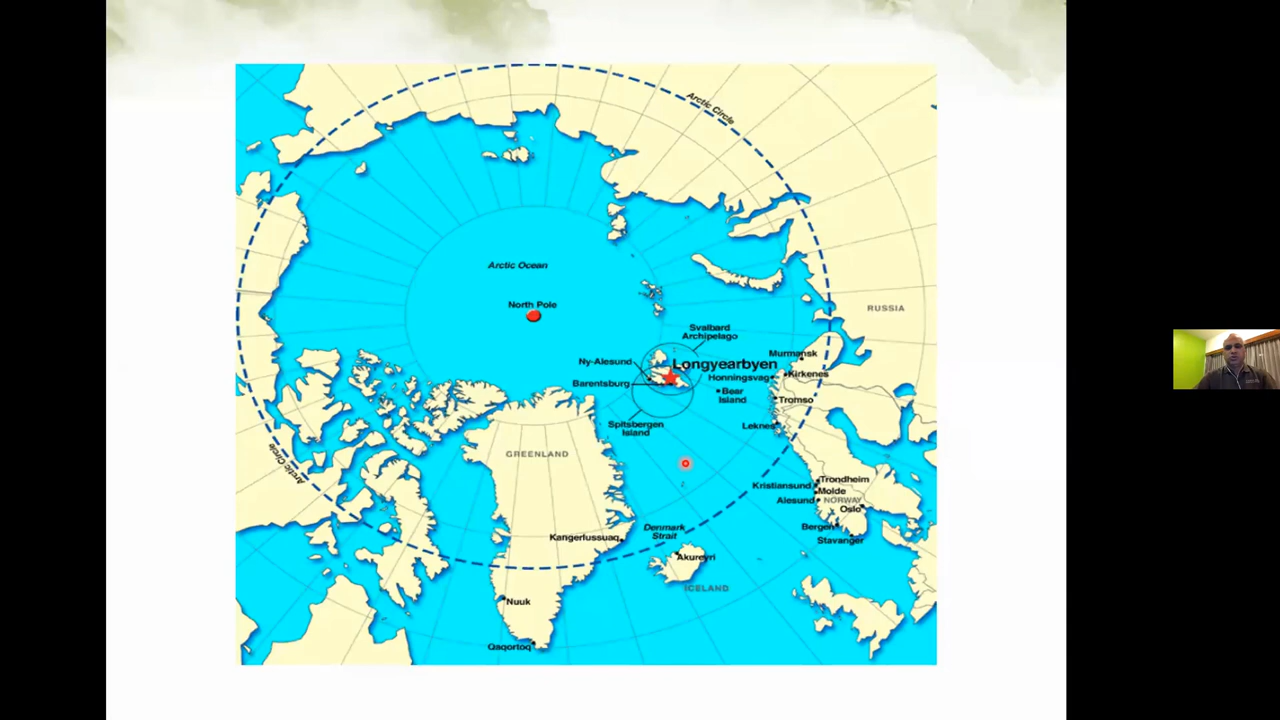 Arctic Circle
Arctic Ocean
North Pole
RUSSIA
Svalbard
Archipelago
Ny-Alesund
Longyearbyen
Murmansk
Kirkenes
Barentsburg
Honningsvag
Bear
Island
Tromso
Spitsbergen
Island
Leknes
GREENLAND
Arctic Circle
Trondheim
Kristiansund
Molde
Alesund
NORWAY
Oslo
Bergen
Stavanger
Denmark
Strait
Kangerlussuaq
Akureyri
ICELAND
Nuuk
Qaqortoq